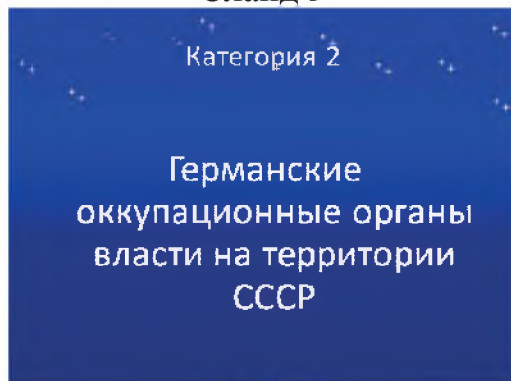 Категория 2
Германские
оккупационные органы
власти на территории
СССР